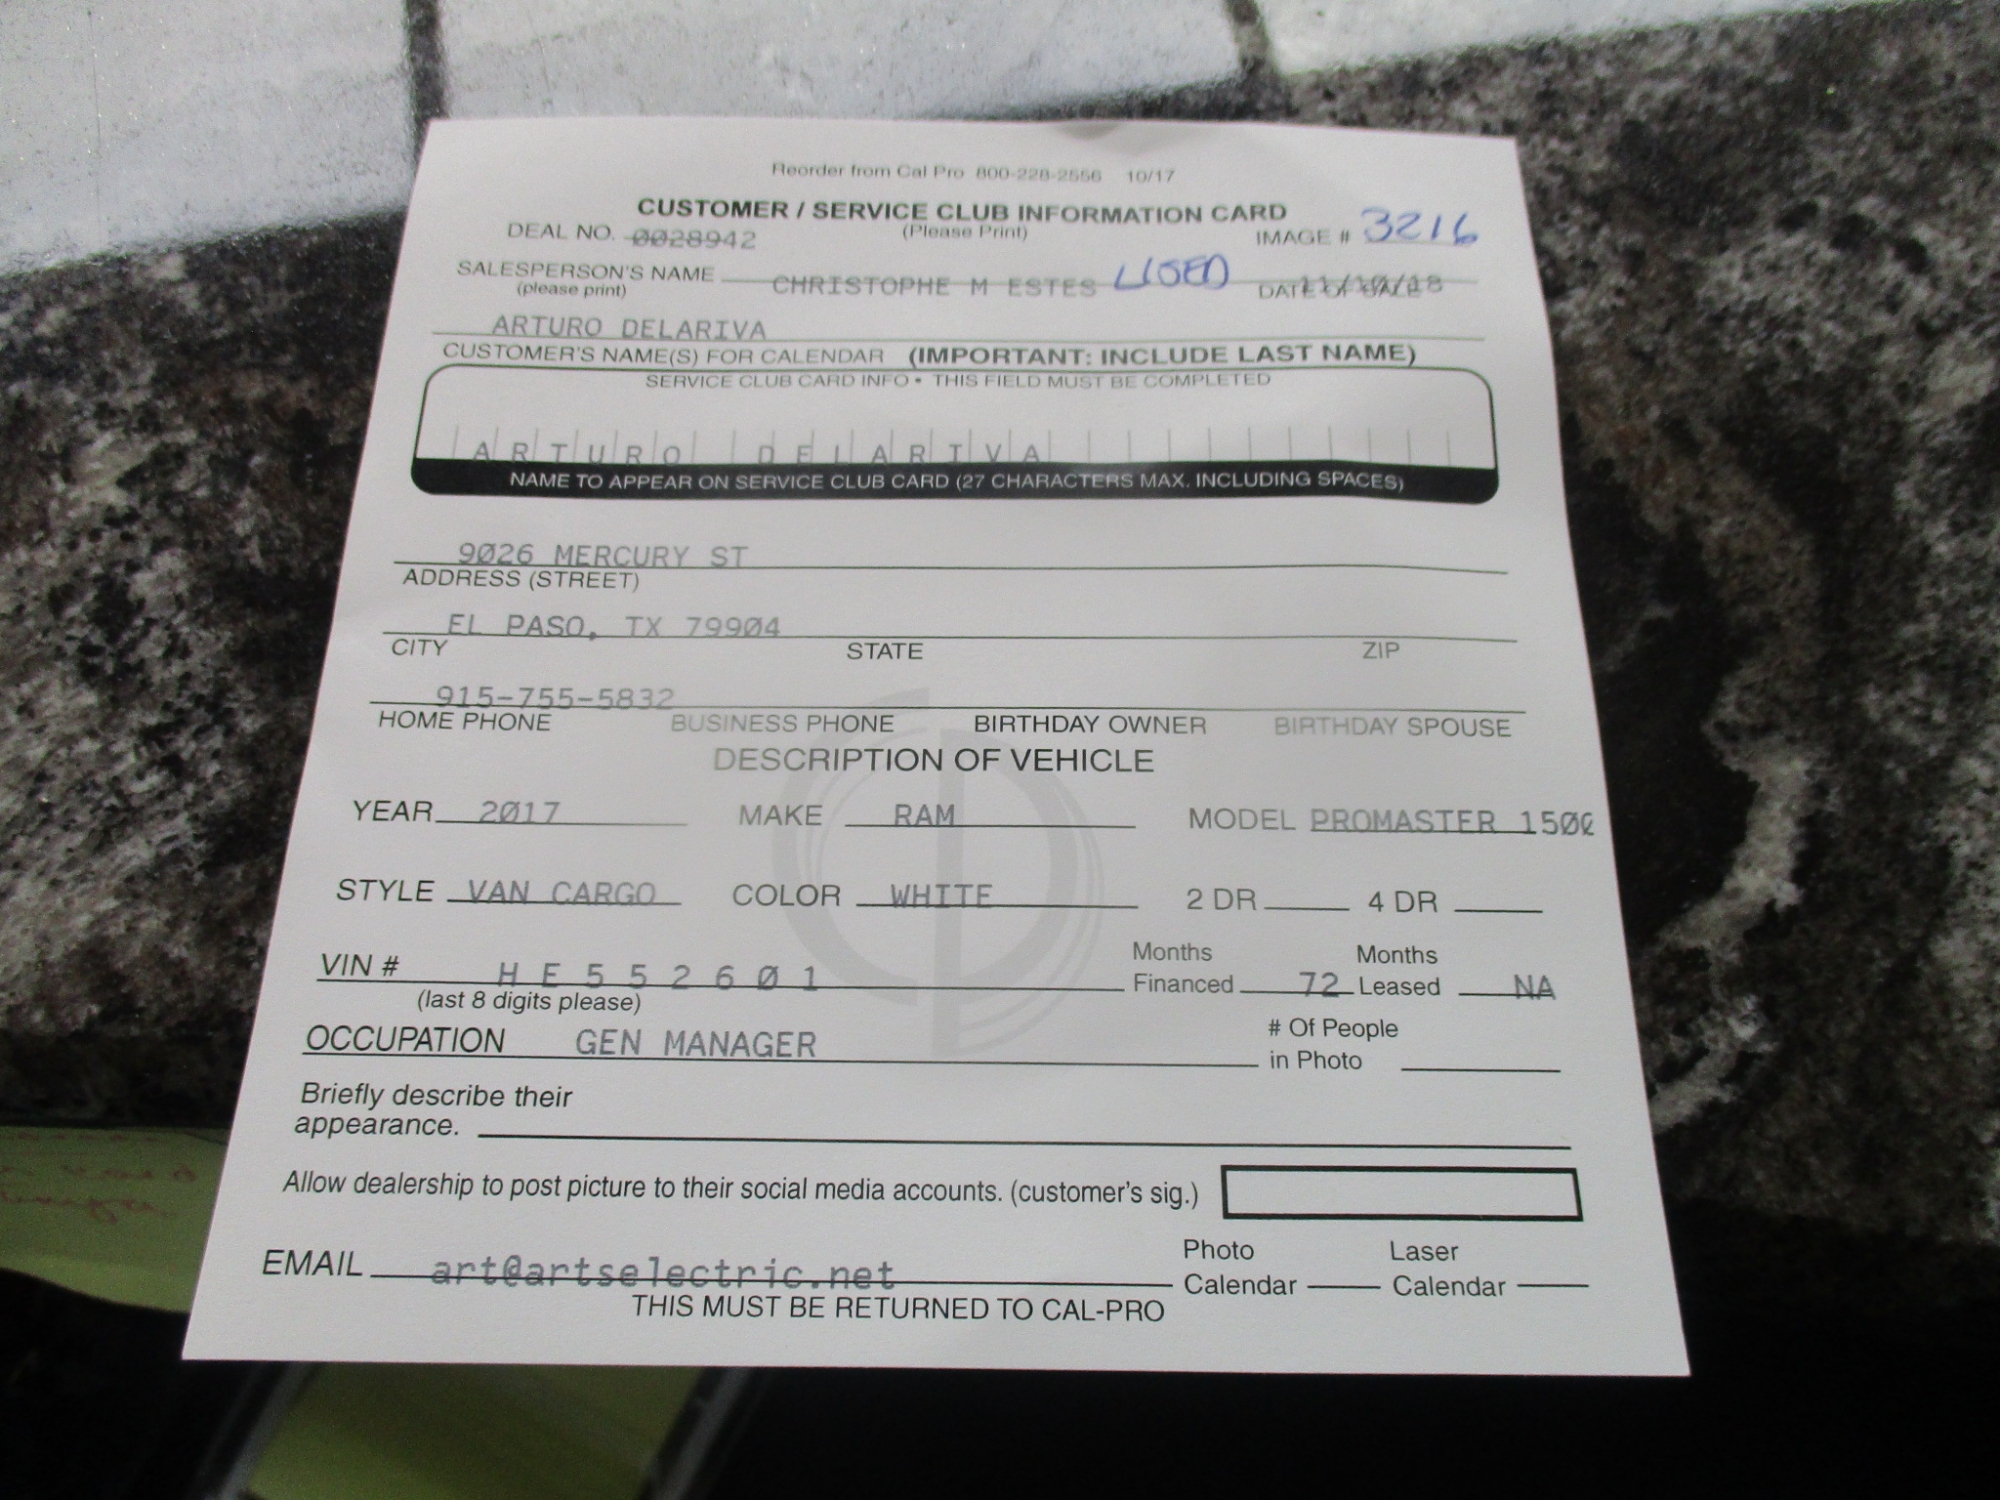 Reorder from Cal Pro 800-228-2556 10/17
CUSTOMER / SERVICE CLUB INFORMATION CARD
DEAL NO. 0028942 (Please Print) IMAGE # 3216
SALESPERSON'S NAME CHRISTOPHE M ESTES USED DATE OF SALE 11/10/18
(please print)
ARTURO DELARIVA
CUSTOMER'S NAME(S) FOR CALENDAR (IMPORTANT: INCLUDE LAST NAME)
SERVICE CLUB CARD INFO • THIS FIELD MUST BE COMPLETED
ARTURO DELARIVA
NAME TO APPEAR ON SERVICE CLUB CARD (27 CHARACTERS MAX. INCLUDING SPACES)
9026 MERCURY ST
ADDRESS (STREET)
EL PASO, TX 79904
CITY STATE ZIP
915-755-5832
HOME PHONE BUSINESS PHONE BIRTHDAY OWNER BIRTHDAY SPOUSE
DESCRIPTION OF VEHICLE
YEAR 2017 MAKE RAM MODEL PROMASTER 1500
STYLE VAN CARGO COLOR WHITE 2 DR 4 DR
VIN # HE552601 Months Financed 72 Months Leased NA
(last 8 digits please)
OCCUPATION GEN MANAGER # Of People in Photo
Briefly describe their
appearance.
Allow dealership to post picture to their social media accounts. (customer's sig.)
EMAIL art@artselectric.net Photo Calendar Laser Calendar
THIS MUST BE RETURNED TO CAL-PRO